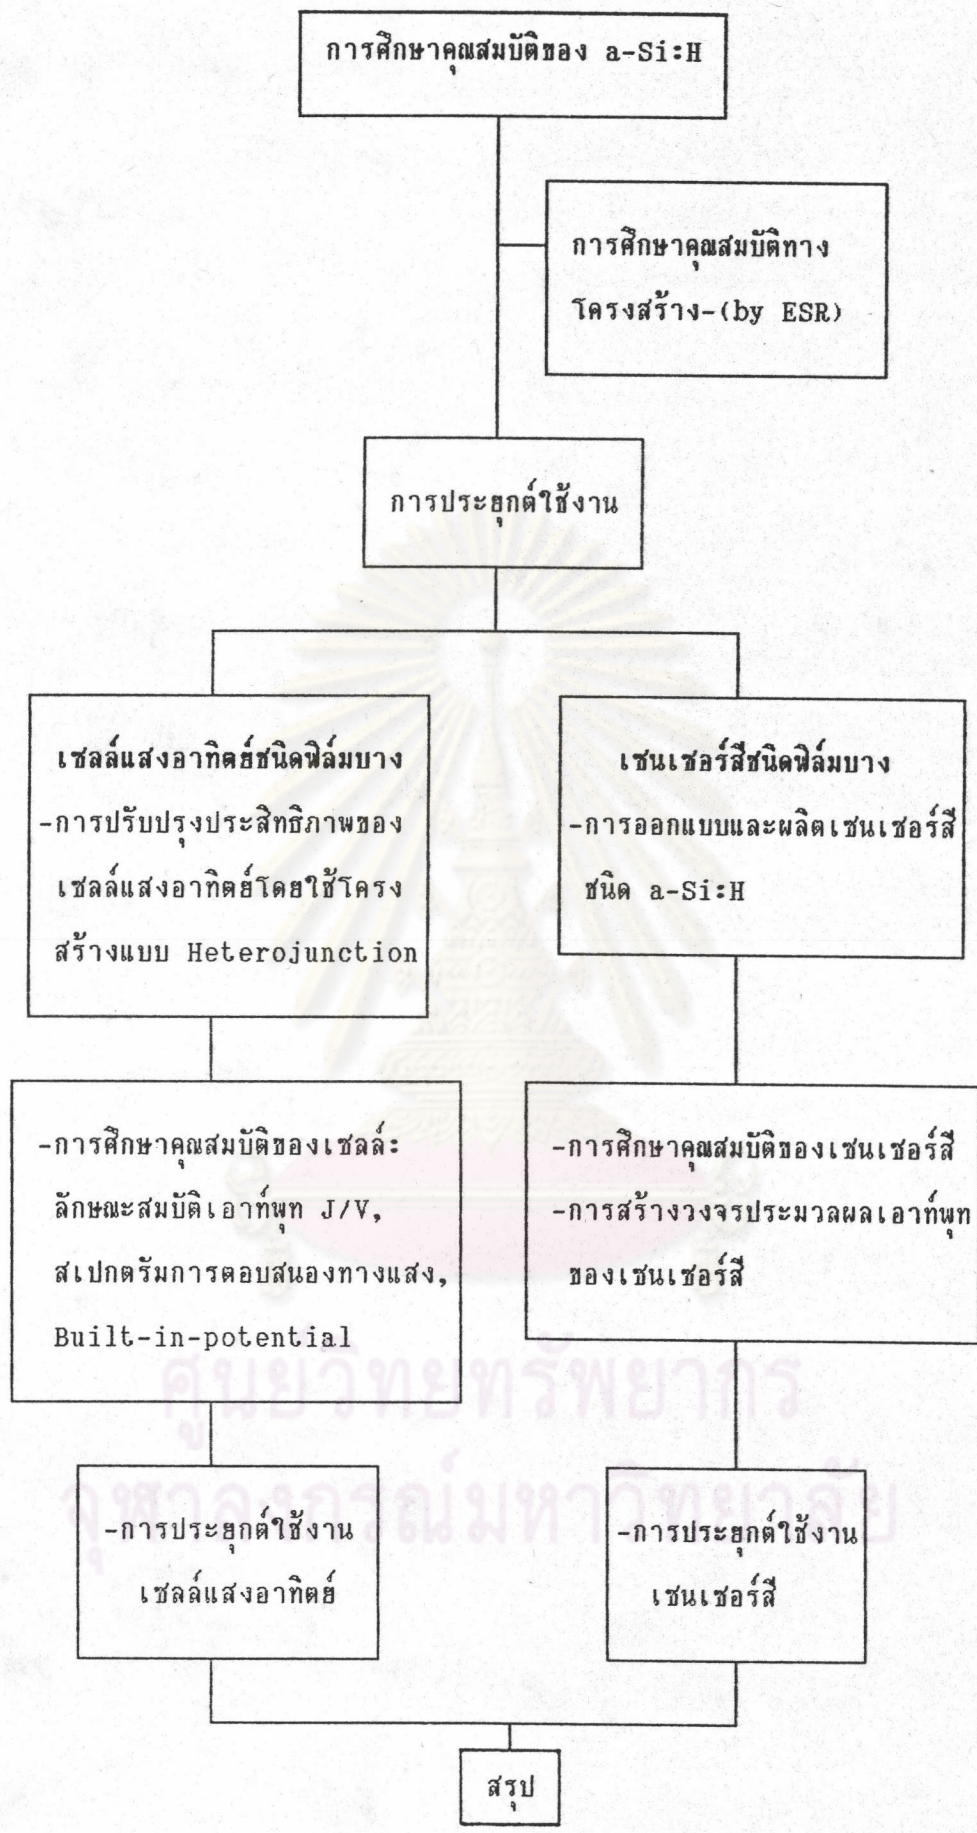 การศึกษาคุณสมบัติของ a-Si:H
การศึกษาคุณสมบัติทาง
โครงสร้าง-(by ESR)
การประยุกต์ใช้งาน
เซลล์แสงอาทิตย์ชนิดฟิล์มบาง
-การปรับปรุงประสิทธิภาพของ
เซลล์แสงอาทิตย์โดยใช้โครง
สร้างแบบ Heterojunction
เซนเซอร์สีชนิดฟิล์มบาง
-การออกแบบและผลิตเซนเซอร์สี
ชนิด a-Si:H
-การศึกษาคุณสมบัติของเซลล์:
ลักษณะสมบัติเอาท์พุท J/V,
สเปกตรัมการตอบสนองทางแสง,
Built-in-potential
-การศึกษาคุณสมบัติของเซนเซอร์สี
-การสร้างวงจรประมวลผลเอาท์พุท
ของเซนเซอร์สี
ศูนย์วิทยทรัพยากร
จุฬาลงกรณ์มหาวิทยาลัย
-การประยุกต์ใช้งาน
เซลล์แสงอาทิตย์
-การประยุกต์ใช้งาน
เซนเซอร์สี
สรุป